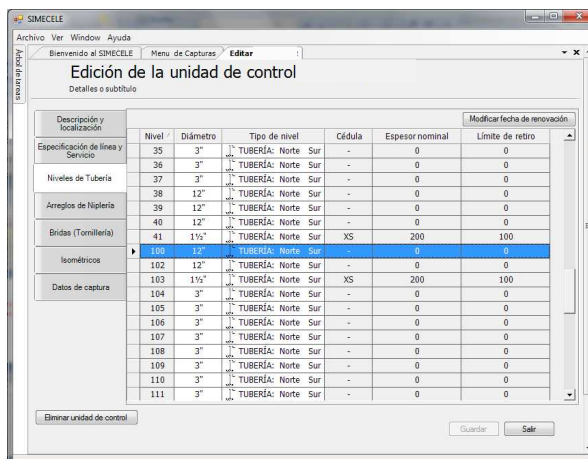 SIMECELE
Archivo Ver Window Ayuda
Árbol de tareas
Bienvenido al SIMECELE Menu de Capturas Editar
Edición de la unidad de control
Detalles o subtítulo
Modificar fecha de renovación
Descripción y localización
Especificación de línea y Servicio
Niveles de Tubería
Arreglos de Niplería
Bridas (Tornillería)
Isométricos
Datos de captura
Nivel Diámetro Tipo de nivel Cédula Espesor nominal Límite de retiro
35 3" TUBERÍA: Norte Sur - 0 0
36 3" TUBERÍA: Norte Sur - 0 0
37 3" TUBERÍA: Norte Sur - 0 0
38 12" TUBERÍA: Norte Sur - 0 0
39 12" TUBERÍA: Norte Sur - 0 0
40 12" TUBERÍA: Norte Sur - 0 0
41 1½" TUBERÍA: Norte Sur XS 200 100
100 12" TUBERÍA: Norte Sur - 0 0
102 12" TUBERÍA: Norte Sur - 0 0
103 1½" TUBERÍA: Norte Sur XS 200 100
104 3" TUBERÍA: Norte Sur - 0 0
105 3" TUBERÍA: Norte Sur - 0 0
106 3" TUBERÍA: Norte Sur - 0 0
107 3" TUBERÍA: Norte Sur - 0 0
108 3" TUBERÍA: Norte Sur - 0 0
109 3" TUBERÍA: Norte Sur - 0 0
110 3" TUBERÍA: Norte Sur - 0 0
111 3" TUBERÍA: Norte Sur - 0 0
Eliminar unidad de control
Guardar Salir